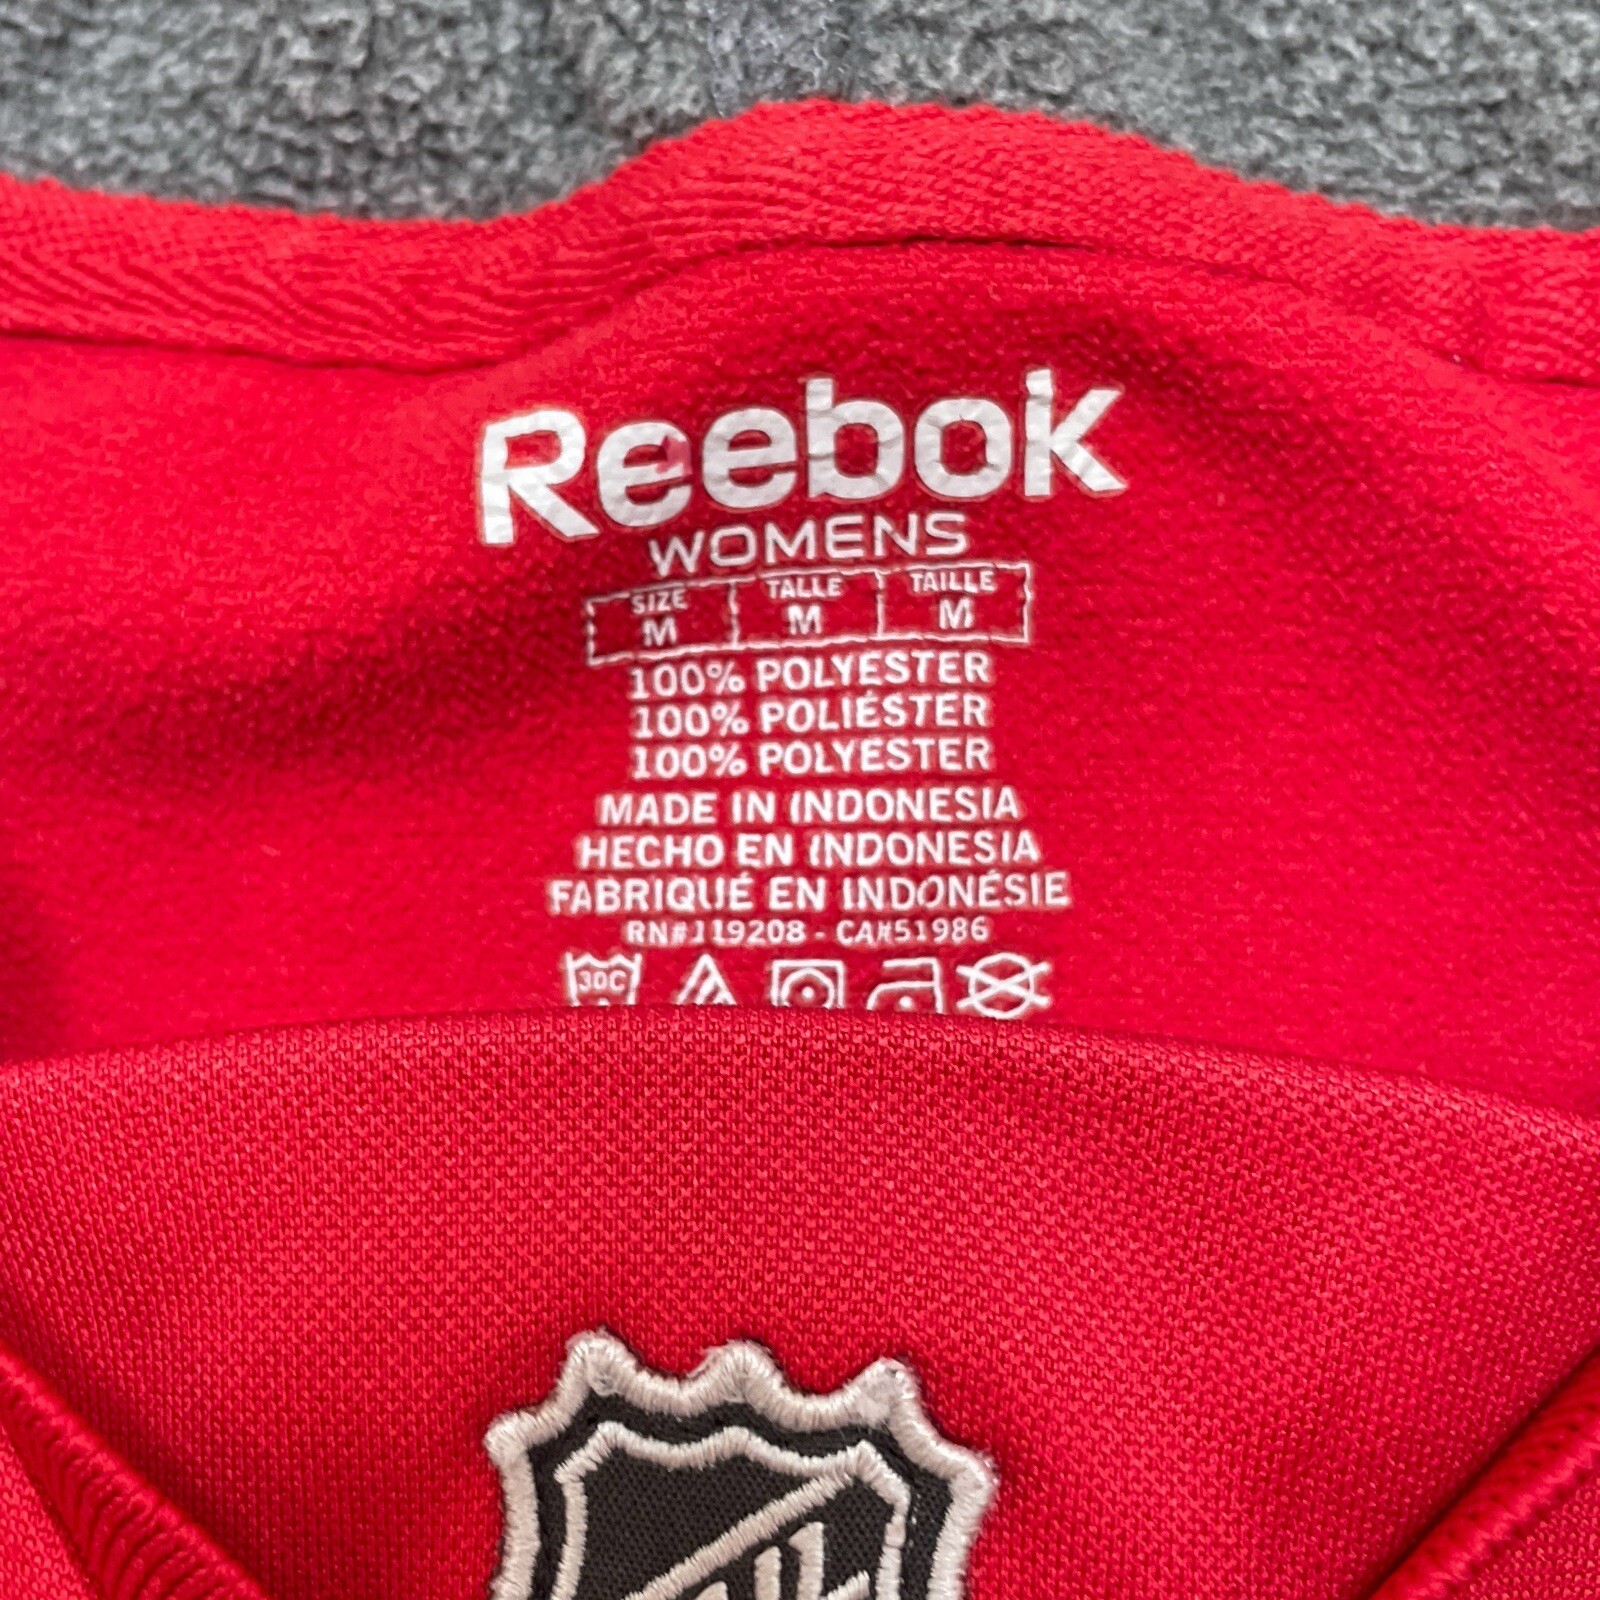 Reebok
WOMENS
SIZE TALLE TAILLE
M M M
100% POLYESTER
100% POLIÉSTER
100% POLYESTER
MADE IN INDONESIA
HECHO EN INDONESIA
FABRIQUÉ EN INDONÉSIE
RN#119208 - CA#51986
30C